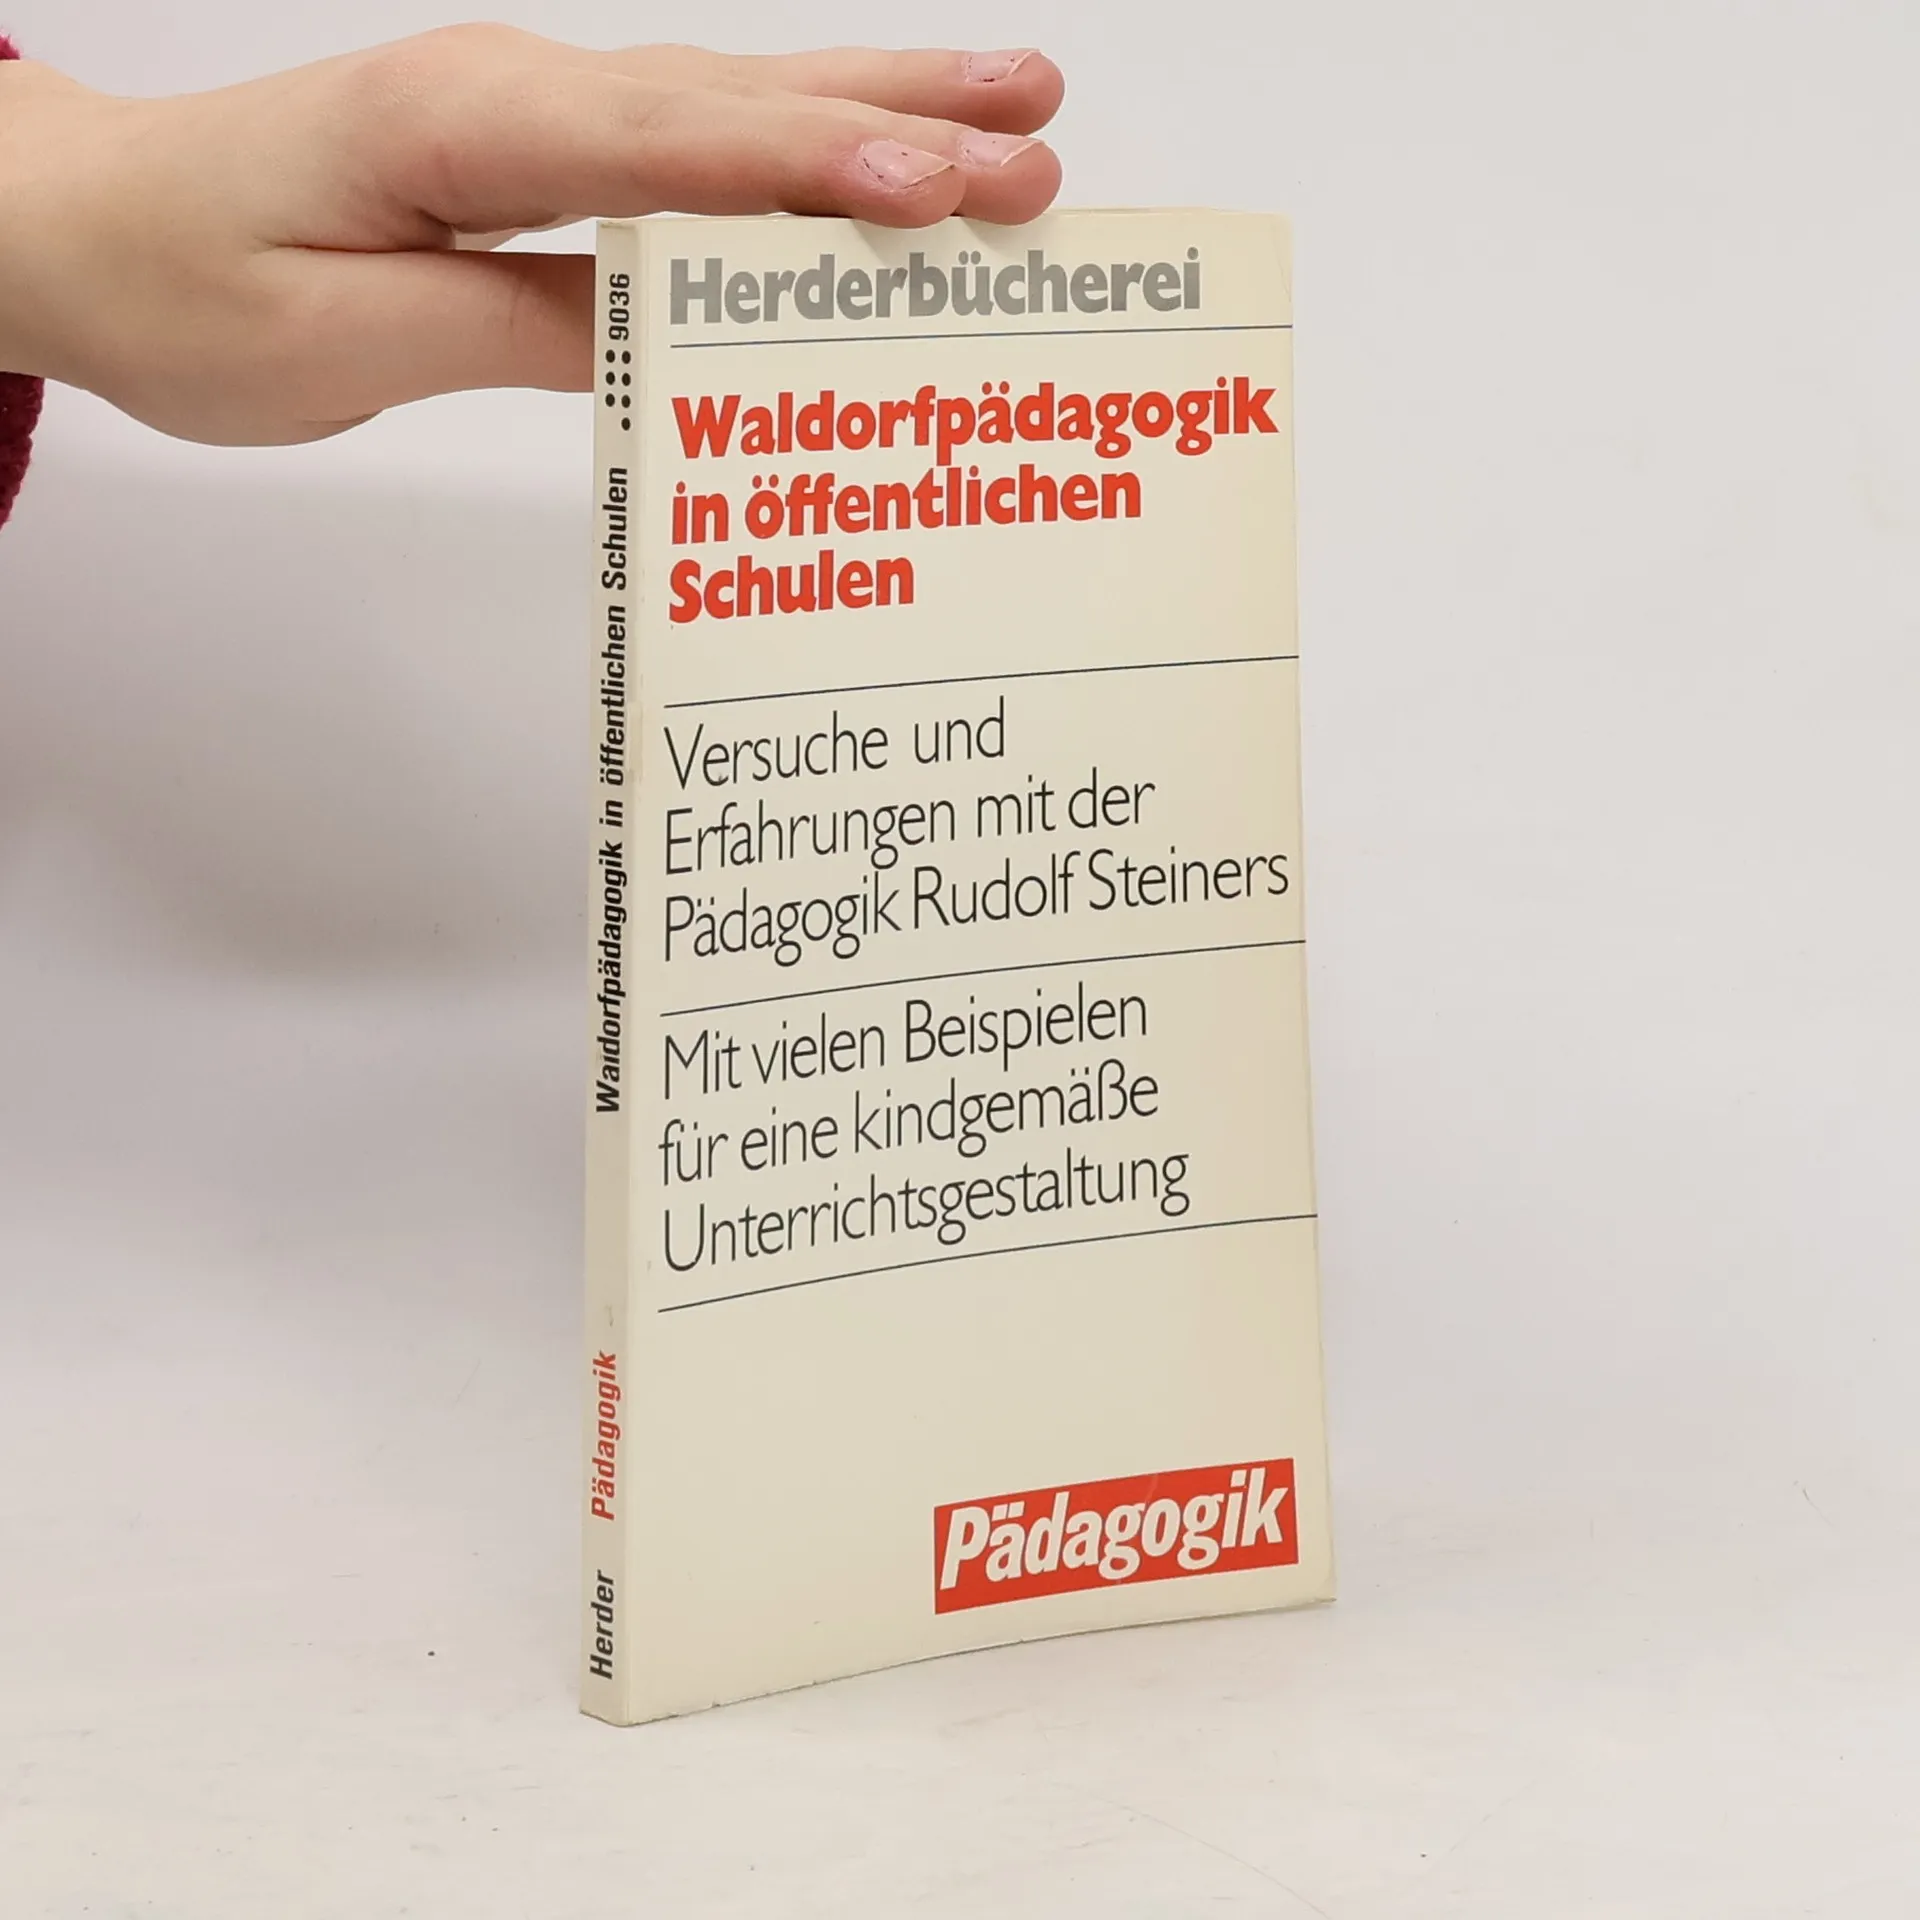 Herderbücherei
Waldorfpädagogik
in öffentlichen
Schulen
Versuche und
Erfahrungen mit der
Pädagogik Rudolf Steiners
Mit vielen Beispielen
für eine kindgemäße
Unterrichtsgestaltung
Pädagogik
Herder Pädagogik Waldorfpädagogik in öffentlichen Schulen 9036